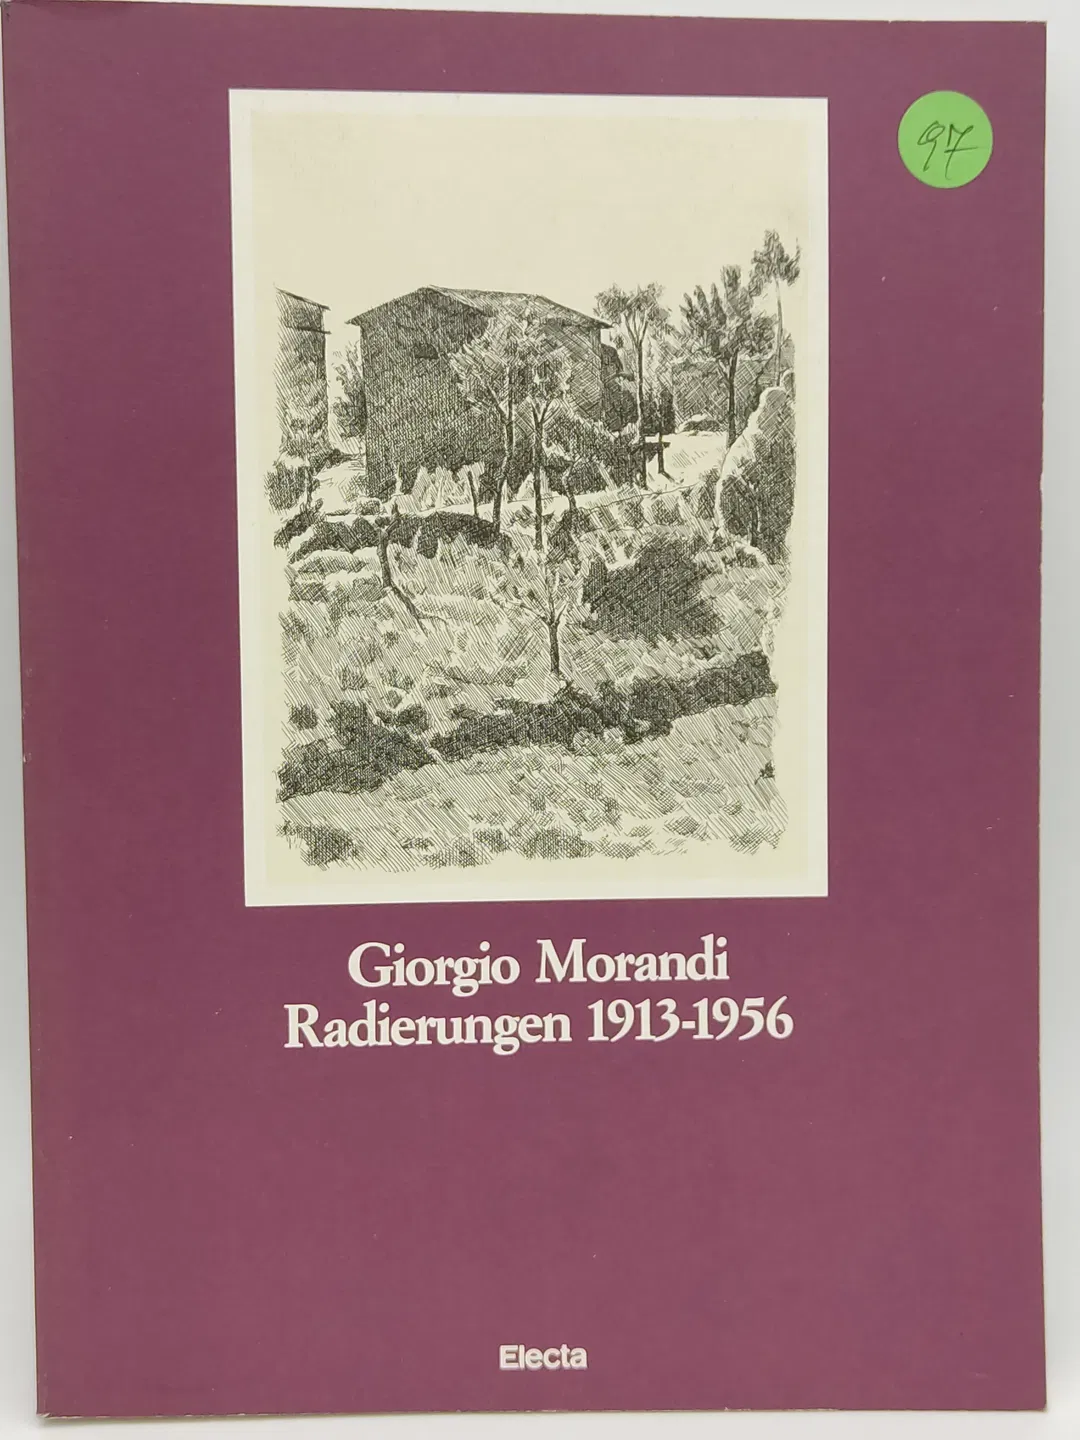 97
Giorgio Morandi
Radierungen 1913-1956
Electa